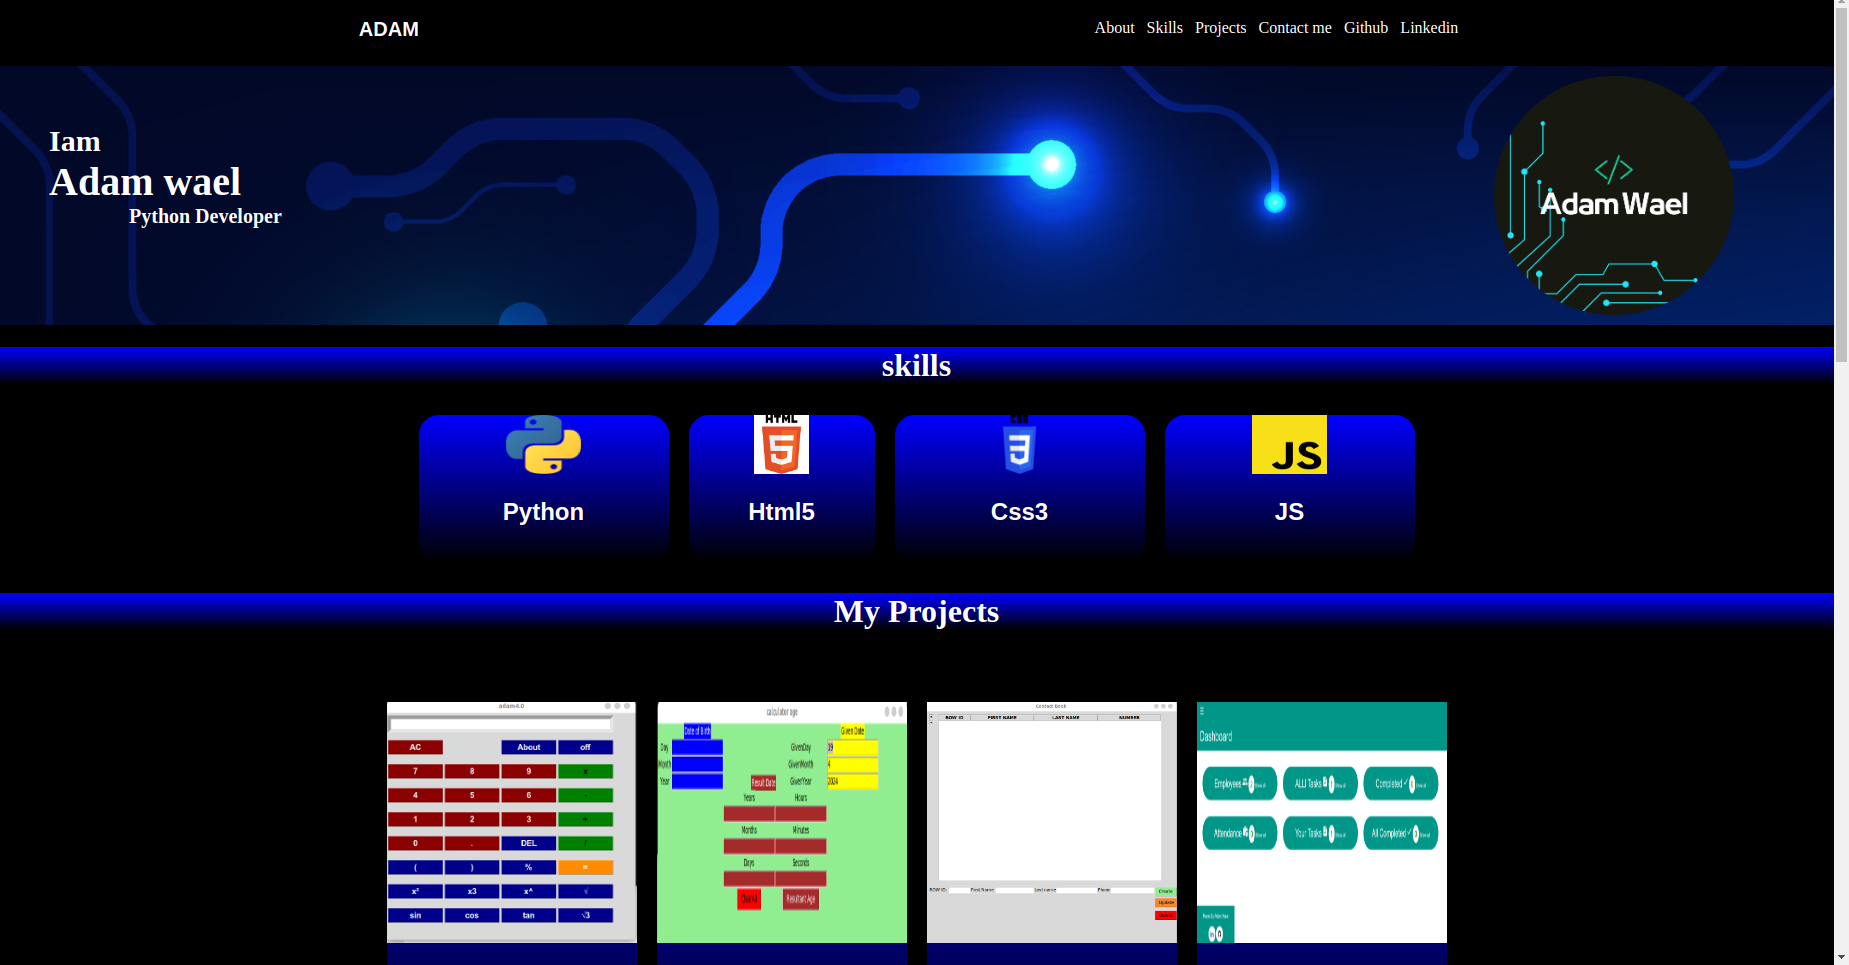 ADAM
About Skills Projects Contact me Github Linkedin
Iam
Adam wael
Python Developer
</>
Adam Wael
skills
HTML
5
3
JS
Python
Html5
Css3
JS
My Projects
adam4.0
AC About off
7 8 9 x
4 5 6 -
1 2 3 +
0 . DEL /
( ) % =
x² x3 x^ √
sin cos tan √3
calculator age
Date of Birth Given Date
Day GivenDay 19
Month GivenMonth 4
Year GivenYear 2024
Result Date
Years Hours
Months Minutes
Days Seconds
Resultant Age
Contact Book
ROW ID FIRST NAME LAST NAME NUMBER
ROW ID: First Name: Last name Phone
Create
Update
Dashboard
Employees ALLl Tasks Completed
Attendance Your Tasks All Completed